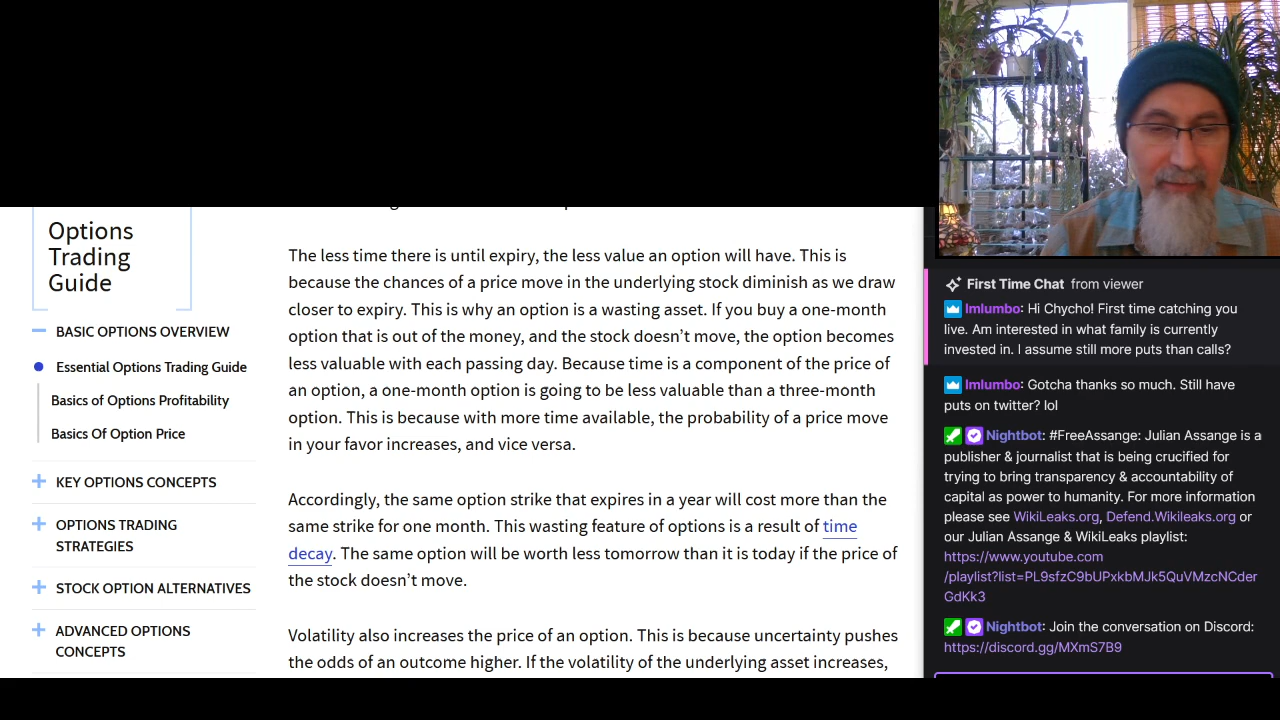 Options
Trading
Guide
BASIC OPTIONS OVERVIEW
Essential Options Trading Guide
Basics of Options Profitability
Basics Of Option Price
KEY OPTIONS CONCEPTS
OPTIONS TRADING
STRATEGIES
STOCK OPTION ALTERNATIVES
ADVANCED OPTIONS
CONCEPTS
The less time there is until expiry, the less value an option will have. This is
because the chances of a price move in the underlying stock diminish as we draw
closer to expiry. This is why an option is a wasting asset. If you buy a one-month
option that is out of the money, and the stock doesn’t move, the option becomes
less valuable with each passing day. Because time is a component of the price of
an option, a one-month option is going to be less valuable than a three-month
option. This is because with more time available, the probability of a price move
in your favor increases, and vice versa.
Accordingly, the same option strike that expires in a year will cost more than the
same strike for one month. This wasting feature of options is a result of time
decay. The same option will be worth less tomorrow than it is today if the price of
the stock doesn’t move.
Volatility also increases the price of an option. This is because uncertainty pushes
the odds of an outcome higher. If the volatility of the underlying asset increases,
First Time Chat from viewer
Imlumbo: Hi Chycho! First time catching you
live. Am interested in what family is currently
invested in. I assume still more puts than calls?
Imlumbo: Gotcha thanks so much. Still have
puts on twitter? lol
Nightbot: #FreeAssange: Julian Assange is a
publisher & journalist that is being crucified for
trying to bring transparency & accountability of
capital as power to humanity. For more information
please see WikiLeaks.org, Defend.Wikileaks.org or
our Julian Assange & WikiLeaks playlist:
https://www.youtube.com
/playlist?list=PL9sfzC9bUPxkbMJk5QuVMzcNCder
GdKk3
Nightbot: Join the conversation on Discord:
https://discord.gg/MXmS7B9